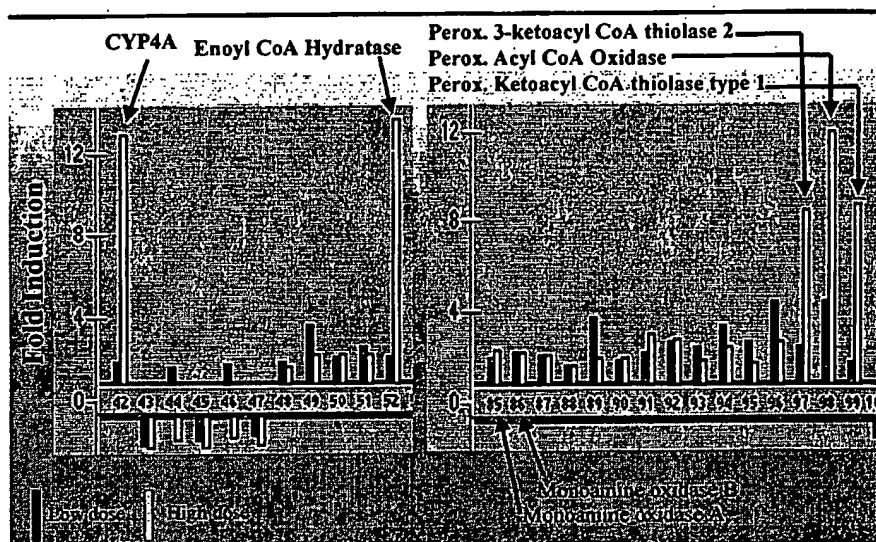 CYP4A
Enoyl CoA Hydratase
Perox. 3-ketoacyl CoA thiolase 2
Perox. Acyl CoA Oxidase
Perox. Ketoacyl CoA thiolase type 1
Fold Induction
12
8
4
0
42 43 44 45 46 47 48 49 50 51 52
12
8
4
0
85 86 87 88 89 90 91 92 93 94 95 96 97 98 99
Monoamine oxidase B
Monoamine oxidase A
Low dose
High dose